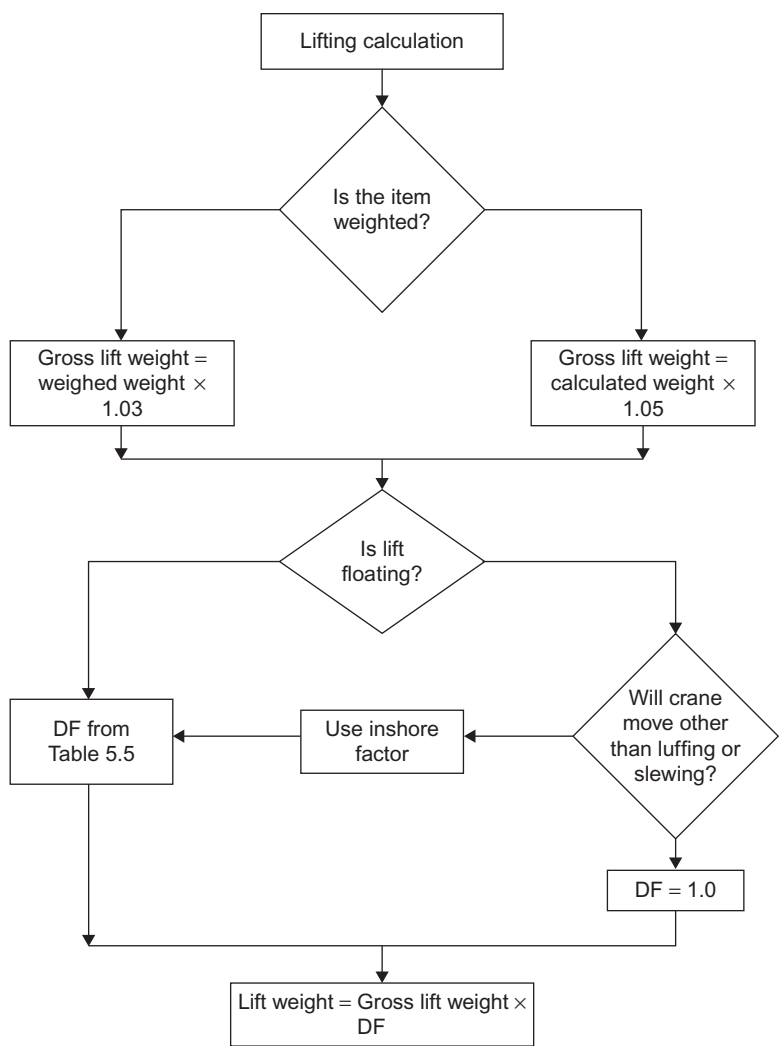 Lifting calculation
Is the item
weighted?
Gross lift weight =
weighed weight ×
1.03
Gross lift weight =
calculated weight ×
1.05
Is lift
floating?
DF from
Table 5.5
Use inshore
factor
Will crane
move other
than luffing or
slewing?
DF = 1.0
Lift weight = Gross lift weight ×
DF